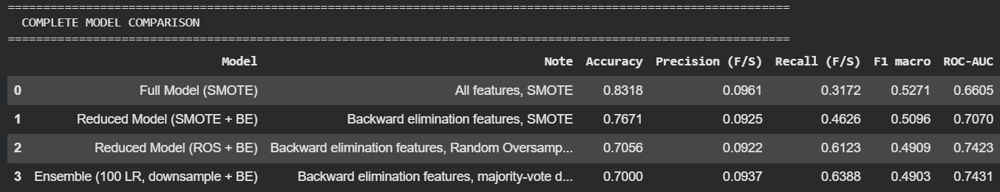 ====================================================================================================
COMPLETE MODEL COMPARISON
====================================================================================================
Model Note Accuracy Precision (F/S) Recall (F/S) F1 macro ROC-AUC
0 Full Model (SMOTE) All features, SMOTE 0.8318 0.0961 0.3172 0.5271 0.6605
1 Reduced Model (SMOTE + BE) Backward elimination features, SMOTE 0.7671 0.0925 0.4626 0.5096 0.7070
2 Reduced Model (ROS + BE) Backward elimination features, Random Oversamp... 0.7056 0.0922 0.6123 0.4909 0.7423
3 Ensemble (100 LR, downsample + BE) Backward elimination features, majority-vote d... 0.7000 0.0937 0.6388 0.4903 0.7431